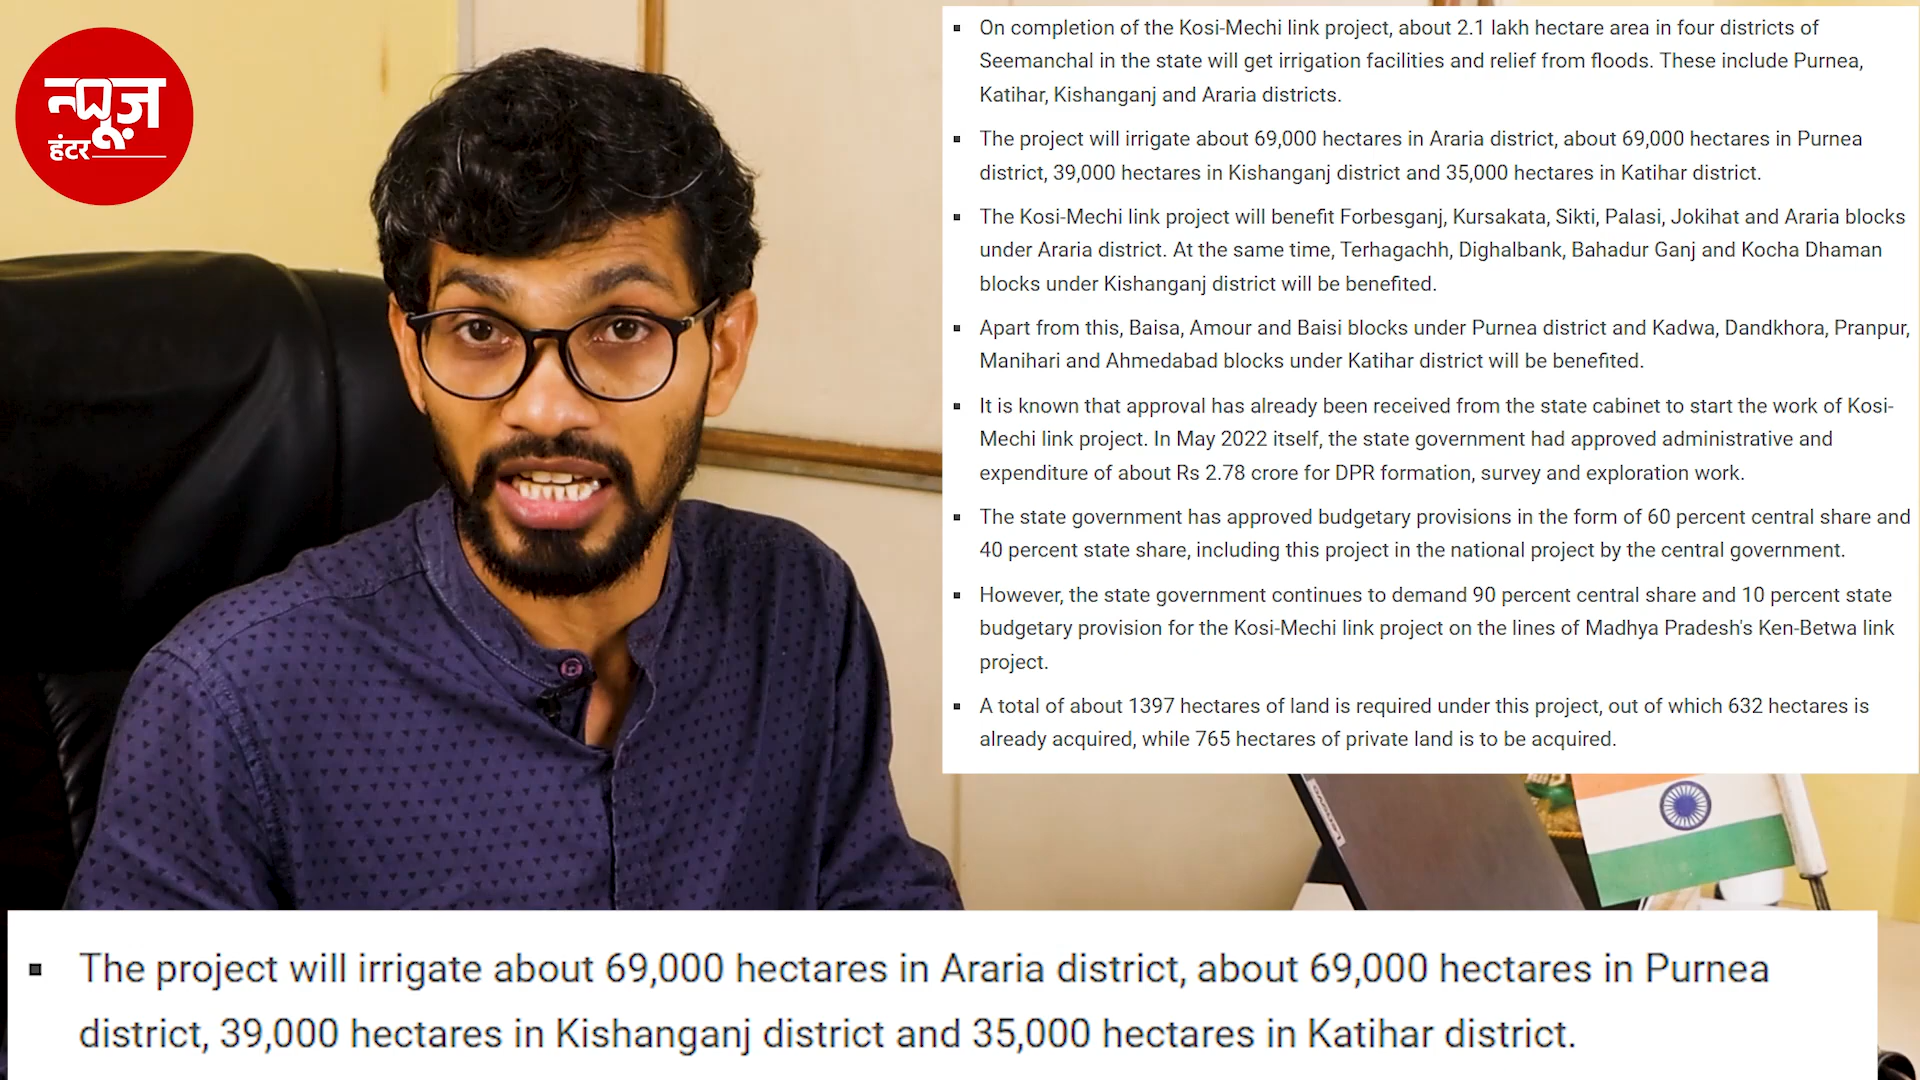 न्यूज़
हंटर
▪ On completion of the Kosi-Mechi link project, about 2.1 lakh hectare area in four districts of
Seemanchal in the state will get irrigation facilities and relief from floods. These include Purnea,
Katihar, Kishanganj and Araria districts.
▪ The project will irrigate about 69,000 hectares in Araria district, about 69,000 hectares in Purnea
district, 39,000 hectares in Kishanganj district and 35,000 hectares in Katihar district.
▪ The Kosi-Mechi link project will benefit Forbesganj, Kursakata, Sikti, Palasi, Jokihat and Araria blocks
under Araria district. At the same time, Terhagachh, Dighalbank, Bahadur Ganj and Kocha Dhaman
blocks under Kishanganj district will be benefited.
▪ Apart from this, Baisa, Amour and Baisi blocks under Purnea district and Kadwa, Dandkhora, Pranpur,
Manihari and Ahmedabad blocks under Katihar district will be benefited.
▪ It is known that approval has already been received from the state cabinet to start the work of Kosi-
Mechi link project. In May 2022 itself, the state government had approved administrative and
expenditure of about Rs 2.78 crore for DPR formation, survey and exploration work.
▪ The state government has approved budgetary provisions in the form of 60 percent central share and
40 percent state share, including this project in the national project by the central government.
▪ However, the state government continues to demand 90 percent central share and 10 percent state
budgetary provision for the Kosi-Mechi link project on the lines of Madhya Pradesh's Ken-Betwa link
project.
▪ A total of about 1397 hectares of land is required under this project, out of which 632 hectares is
already acquired, while 765 hectares of private land is to be acquired.
▪ The project will irrigate about 69,000 hectares in Araria district, about 69,000 hectares in Purnea
district, 39,000 hectares in Kishanganj district and 35,000 hectares in Katihar district.